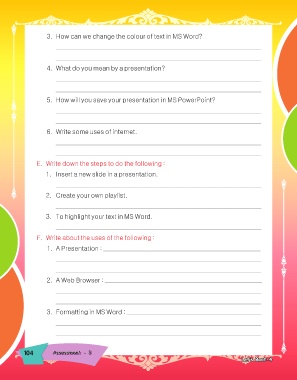 3. How can we change the colour of text in MS Word?
4. What do you mean by a presentation?
5. How will you save your presentation in MS PowerPoint?
6. Write some uses of Internet.
E. Write down the steps to do the following :
1. Insert a new slide in a presentation.
2. Create your own playlist.
3. To highlight your text in MS Word.
F. Write about the uses of the following :
1. A Presentation :
2. A Web Browser :
3. Formatting in MS Word :
104
- 3